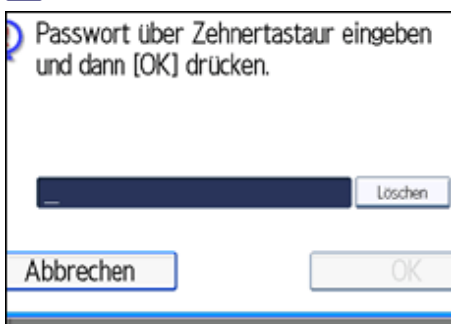 Passwort über Zehnertastaur eingeben
und dann [OK] drücken.
_
Löschen
Abbrechen
OK